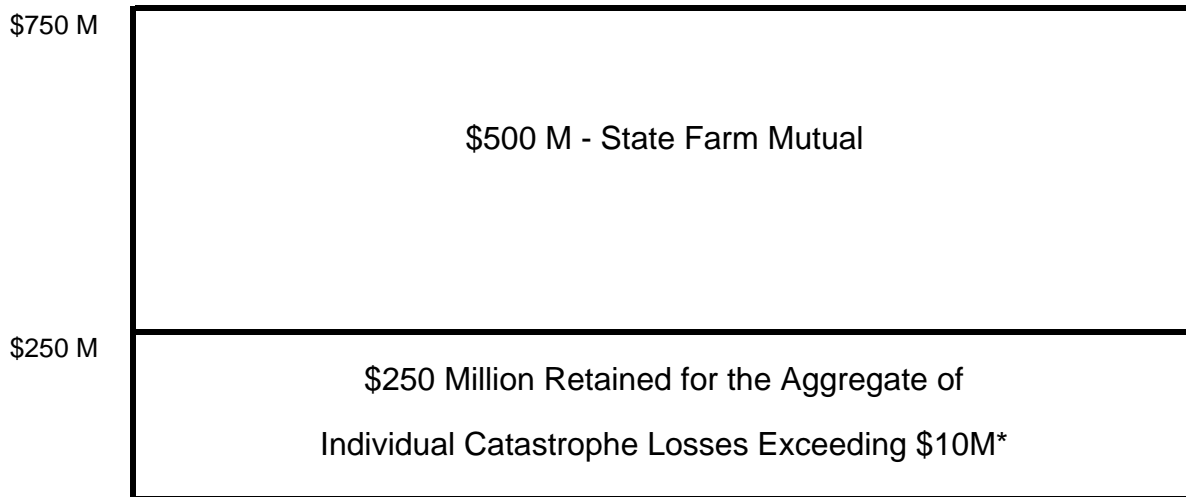 $750 M
$500 M - State Farm Mutual
$250 M
$250 Million Retained for the Aggregate of
Individual Catastrophe Losses Exceeding $10M*